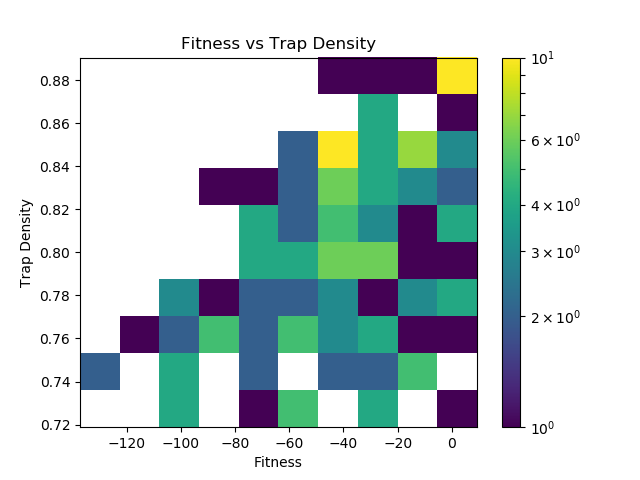 Fitness vs Trap Density
Trap Density
0.88
0.86
0.84
0.82
0.80
0.78
0.76
0.74
0.72
−120 −100 −80 −60 −40 −20 0
Fitness
10¹
6 × 10⁰
4 × 10⁰
3 × 10⁰
2 × 10⁰
10⁰